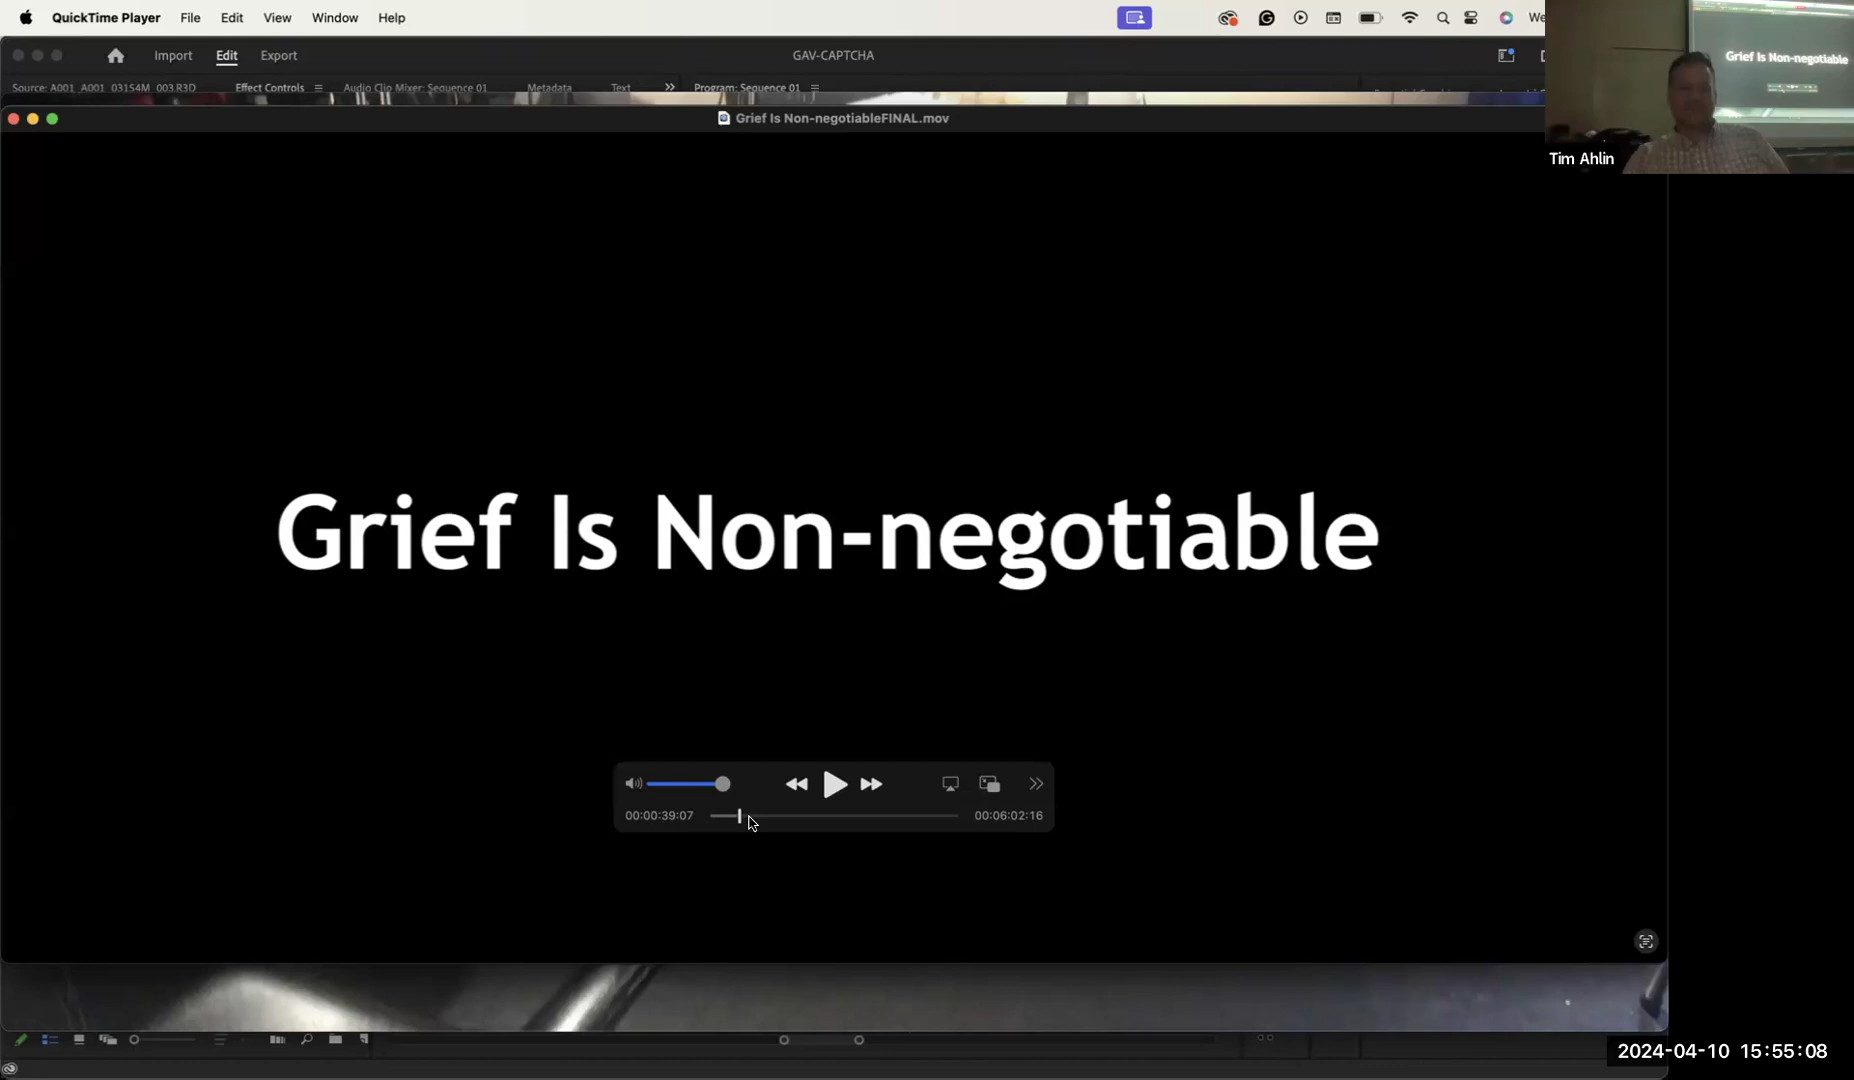 QuickTime Player File Edit View Window Help We
Import Edit Export GAV-CAPTCHA
Source: A001_A001_031S4M_003.R3D Effect Controls Audio Clip Mixer: Sequence 01 Metadata Text Program: Sequence 01
Grief Is Non-negotiableFINAL.mov
Grief Is Non-negotiable
Tim Ahlin
Grief Is Non-negotiable
00:00:39:07 00:06:02:16
2024-04-10 15:55:08